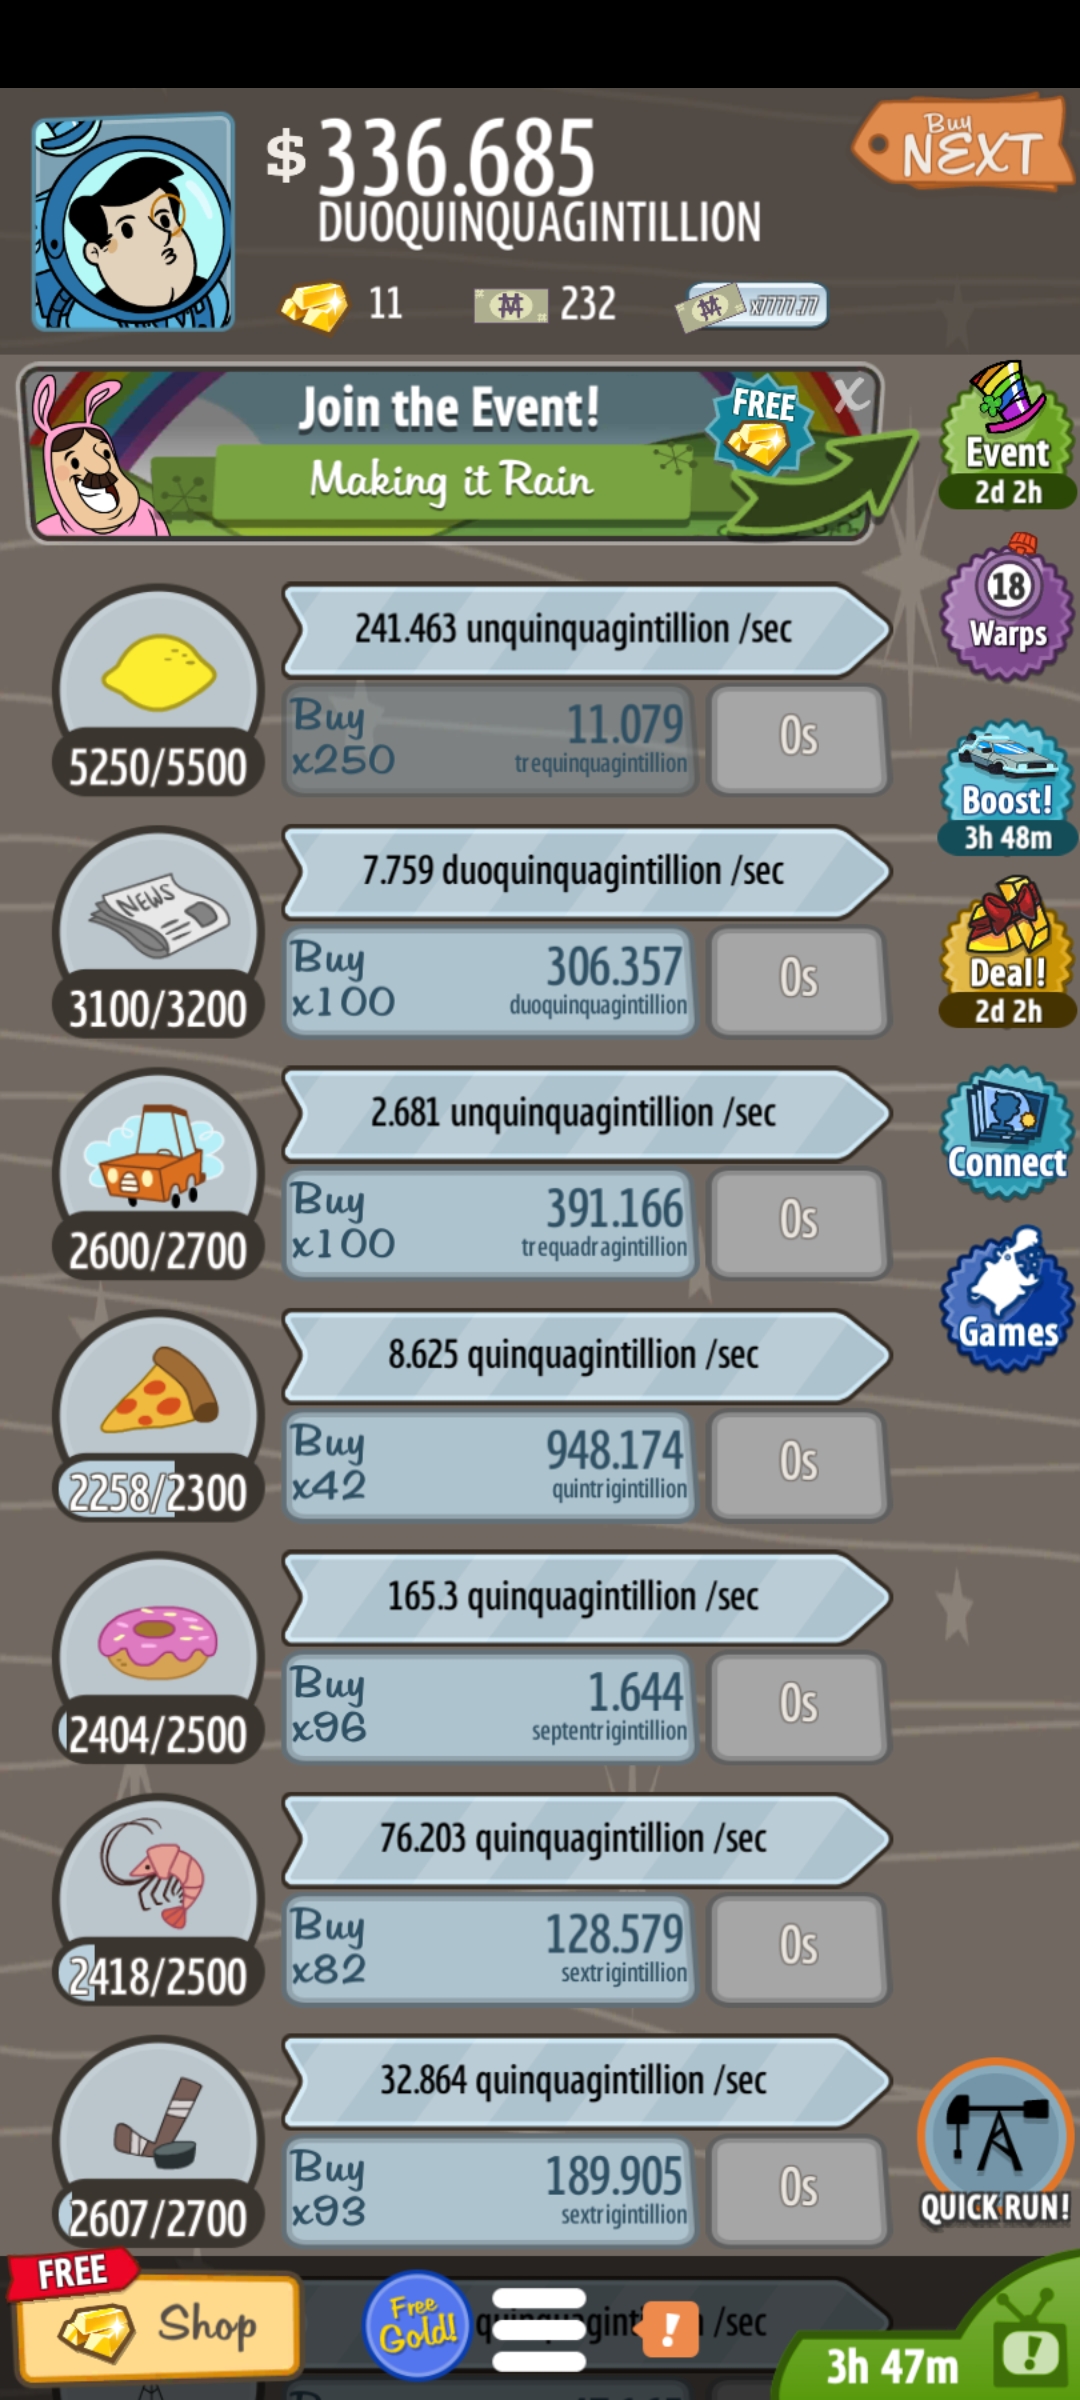 $ 336.685
DUOQUINQUAGINTILLION
Buy
NEXT
11
232
x7777.77
Join the Event!
Making it Rain
FREE
X
Event
2d 2h
241.463 unquinquagintillion /sec
5250/5500
Buy
x250
11.079
trequinquagintillion
0s
18
Warps
Boost!
3h 48m
NEWS
7.759 duoquinquagintillion /sec
3100/3200
Buy
x100
306.357
duoquinquagintillion
0s
Deal!
2d 2h
2.681 unquinquagintillion /sec
2600/2700
Buy
x100
391.166
trequadragintillion
0s
Connect
Games
8.625 quinquagintillion /sec
2258/2300
Buy
x42
948.174
quintrigintillion
0s
165.3 quinquagintillion /sec
2404/2500
Buy
x96
1.644
septentrigintillion
0s
76.203 quinquagintillion /sec
2418/2500
Buy
x82
128.579
sextrigintillion
0s
32.864 quinquagintillion /sec
2607/2700
Buy
x93
189.905
sextrigintillion
0s
QUICK RUN!
FREE
Shop
Free
Gold!
!
/sec
3h 47m
!
Buy